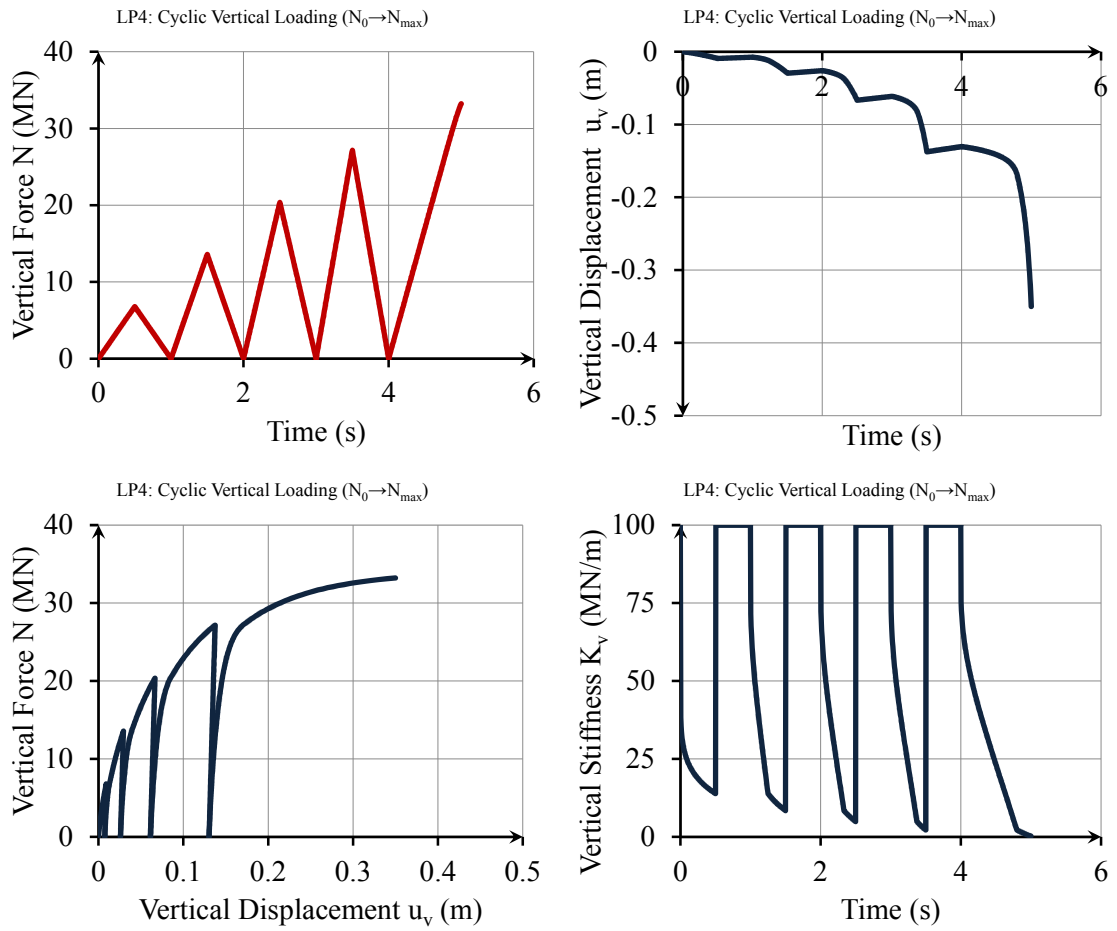 LP4: Cyclic Vertical Loading (N₀→Nₘₐₓ)
Vertical Force N (MN)
40
30
20
10
0
0 2 4 6
Time (s)
LP4: Cyclic Vertical Loading (N₀→Nₘₐₓ)
Vertical Displacement uᵥ (m)
0
-0.1
-0.2
-0.3
-0.4
-0.5
0 2 4 6
Time (s)
LP4: Cyclic Vertical Loading (N₀→Nₘₐₓ)
Vertical Force N (MN)
40
30
20
10
0
0 0.1 0.2 0.3 0.4 0.5
Vertical Displacement uᵥ (m)
LP4: Cyclic Vertical Loading (N₀→Nₘₐₓ)
Vertical Stiffness Kᵥ (MN/m)
100
75
50
25
0
0 2 4 6
Time (s)